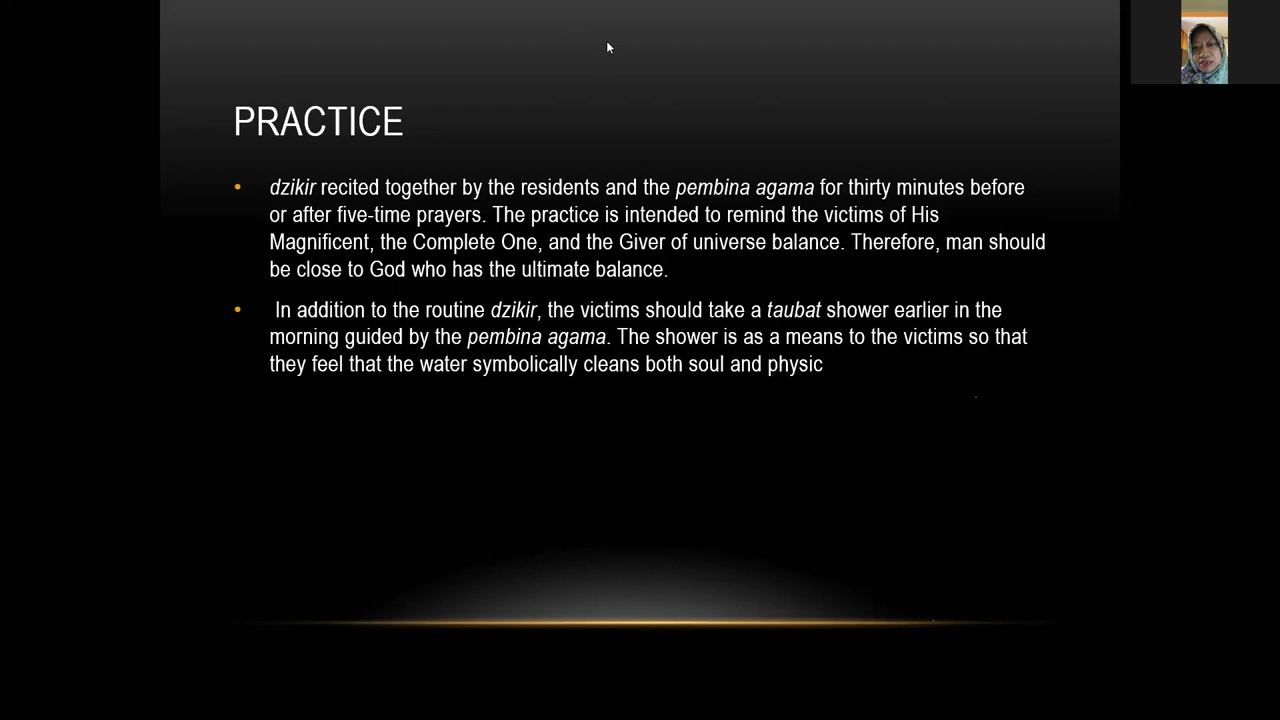 PRACTICE
• dzikir recited together by the residents and the pembina agama for thirty minutes before
or after five-time prayers. The practice is intended to remind the victims of His
Magnificent, the Complete One, and the Giver of universe balance. Therefore, man should
be close to God who has the ultimate balance.
• In addition to the routine dzikir, the victims should take a taubat shower earlier in the
morning guided by the pembina agama. The shower is as a means to the victims so that
they feel that the water symbolically cleans both soul and physic